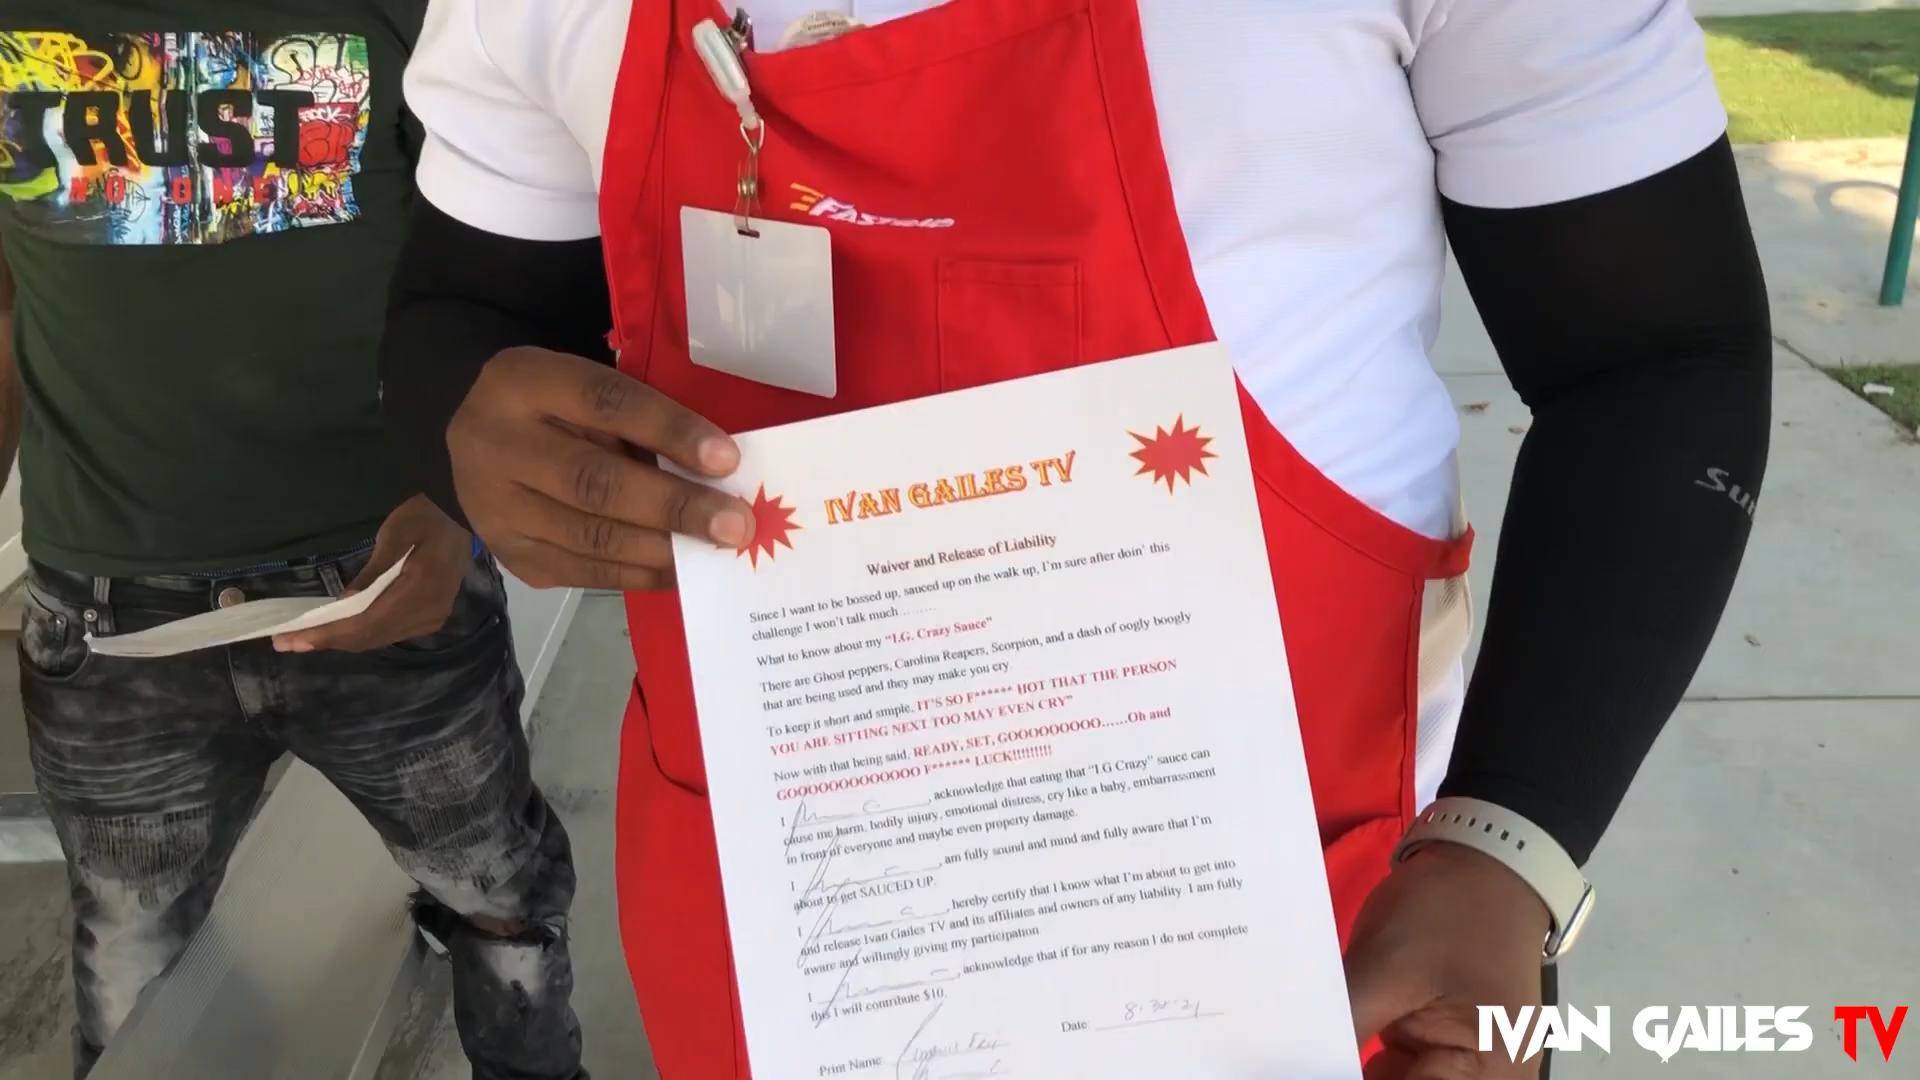 TRUST
NO ONE
FASTSIGNS
IVAN GAILES TV
Waiver and Release of Liability
Since I want to be bossed up, sauced up on the walk up, I'm sure after doin' this
challenge I won't talk much………
What to know about my “I.G. Crazy Sauce”
There are Ghost peppers, Carolina Reapers, Scorpion, and a dash of oogly boogly
that are being used and they may make you cry.
To keep it short and simple, IT'S SO F****** HOT THAT THE PERSON
YOU ARE SITTING NEXT TOO MAY EVEN CRY”
Now with that being said, READY, SET, GOOOOOOOOO……Oh and
GOOOOOOOOOOOO F****** LUCK!!!!!!!!!
I , acknowledge that eating that “I.G Crazy” sauce can
cause me harm, bodily injury, emotional distress, cry like a baby, embarrassment
in front of everyone and maybe even property damage.
I , am fully sound and mind and fully aware that I'm
about to get SAUCED UP.
I , hereby certify that I know what I'm about to get into
and release Ivan Gailes TV and its affiliates and owners of any liability. I am fully
aware and willingly giving my participation
I , acknowledge that if for any reason I do not complete
this I will contribute $10.
Print Name:
Date:
IVAN GAILES TV